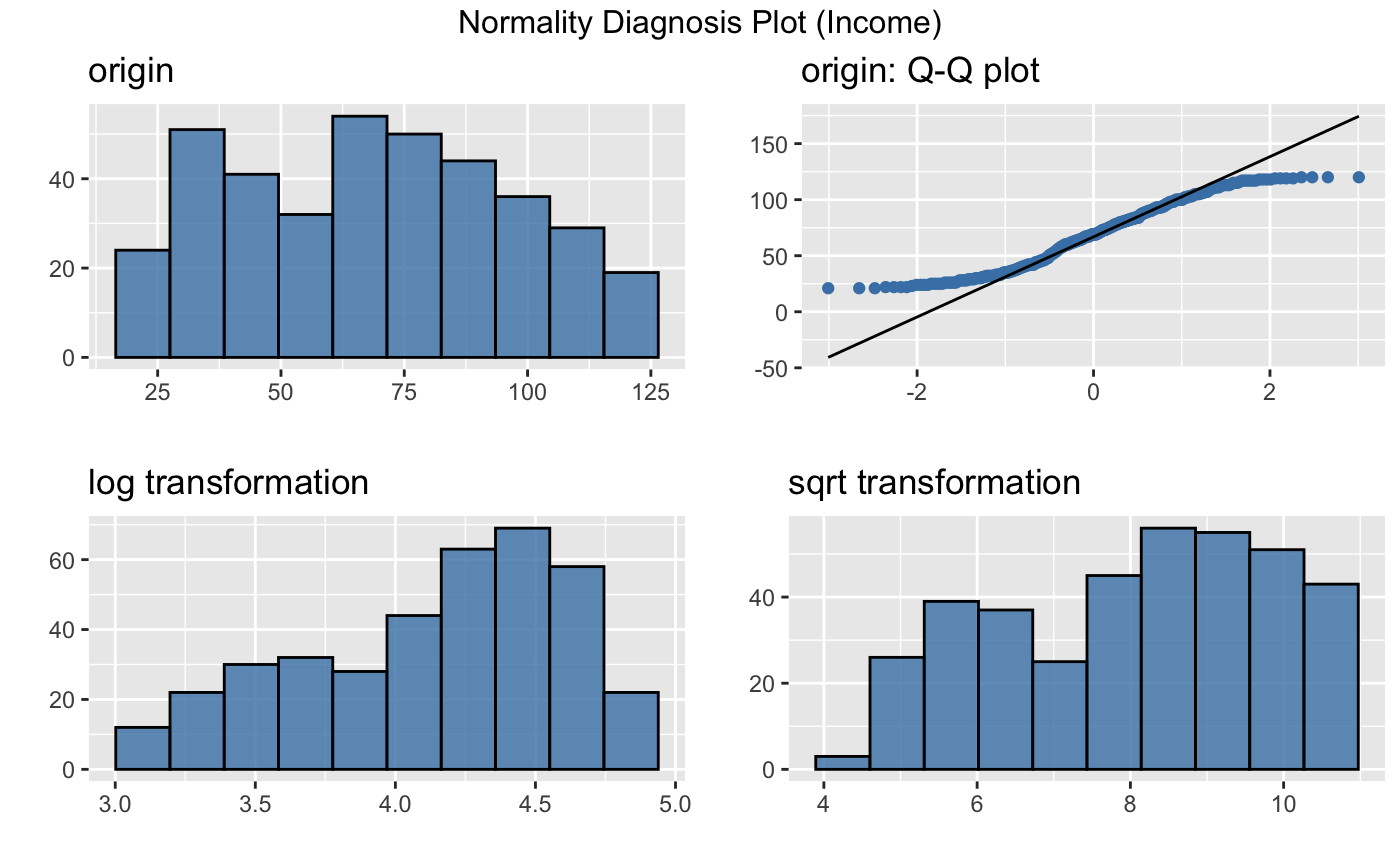 Normality Diagnosis Plot (Income)
origin
40
20
0
25 50 75 100 125
origin: Q-Q plot
150
100
50
0
-50
-2 0 2
log transformation
60
40
20
0
3.0 3.5 4.0 4.5 5.0
sqrt transformation
40
20
0
4 6 8 10